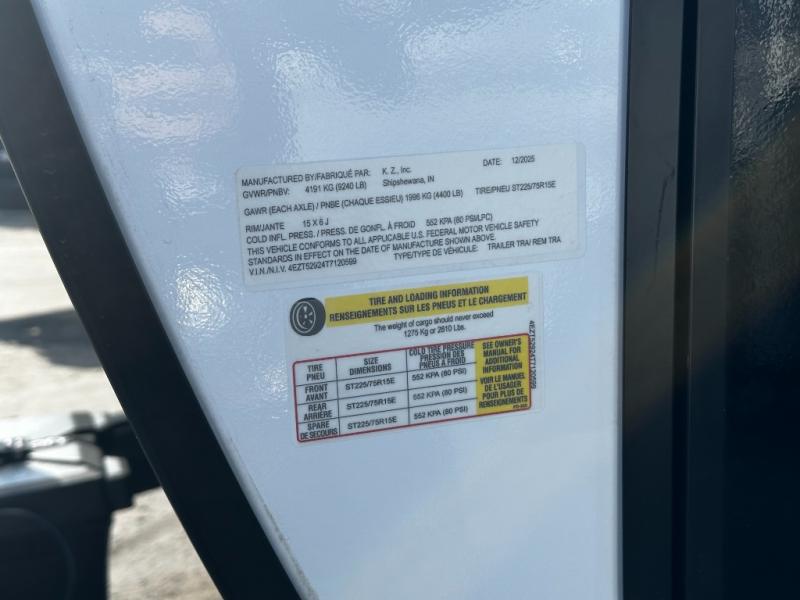 MANUFACTURED BY/FABRIQUÉ PAR: K. Z., Inc. DATE: 12/2025
GVWR/PNBV: 4191 KG (9240 LB) Shipshewana, IN
GAWR (EACH AXLE) / PNBE (CHAQUE ESSIEU) 1996 KG (4400 LB) TIRE/PNEU ST225/75R15E
RIM/JANTE 15 X 6 J
COLD INFL. PRESS. / PRESS. DE GONFL. À FROID 552 KPA (80 PSI/LPC)
THIS VEHICLE CONFORMS TO ALL APPLICABLE U.S. FEDERAL MOTOR VEHICLE SAFETY
STANDARDS IN EFFECT ON THE DATE OF MANUFACTURE SHOWN ABOVE.
V.I.N./N.I.V. 4EZT52924T7120599 TYPE/TYPE DE VÉHICULE: TRAILER TRA/ REM TRA
TIRE AND LOADING INFORMATION
RENSEIGNEMENTS SUR LES PNEUS ET LE CHARGEMENT
The weight of cargo should never exceed
1275 Kg or 2810 Lbs.
TIRE
PNEU
SIZE
DIMENSIONS
COLD TIRE PRESSURE
PRESSION DES
PNEUS A FROID
FRONT
AVANT
ST225/75R15E
552 KPA (80 PSI)
REAR
ARRIÈRE
ST225/75R15E
552 KPA (80 PSI)
SPARE
DE SECOURS
ST225/75R15E
552 KPA (80 PSI)
SEE OWNER'S
MANUAL FOR
ADDITIONAL
INFORMATION
VOIR LE MANUEL
DE L'USAGER
POUR PLUS DE
RENSEIGNEMENTS
4EZT52924T7120599